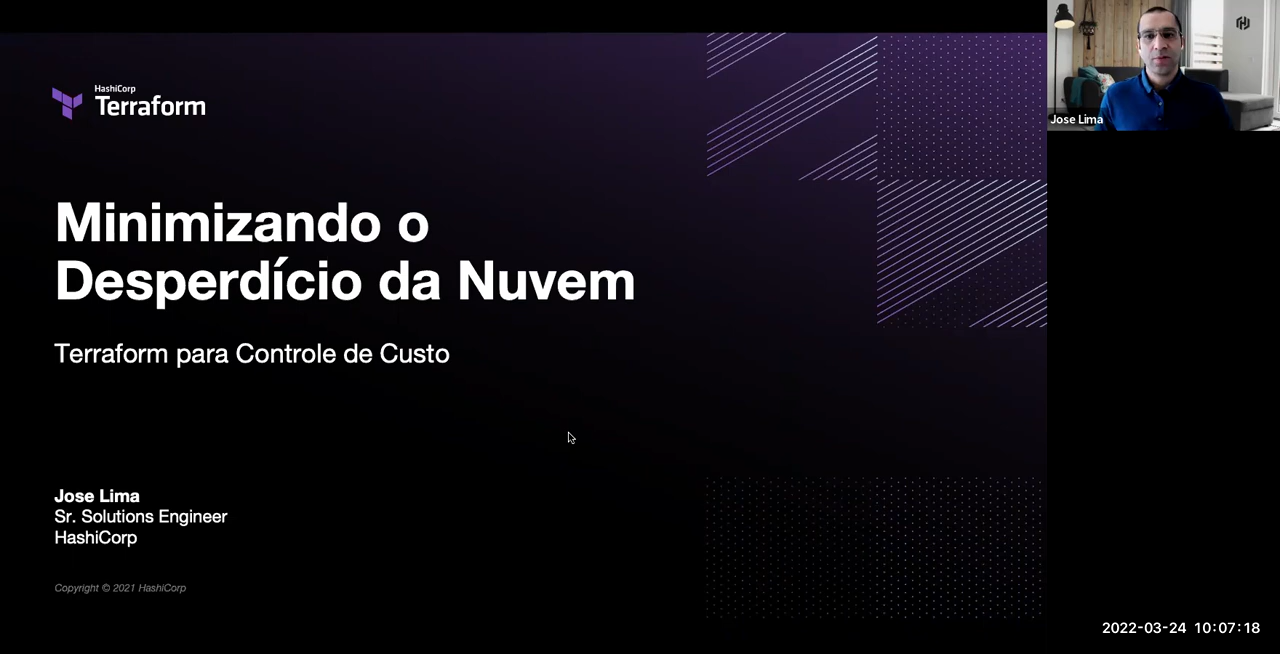 HashiCorp
Terraform
Minimizando o
Desperdício da Nuvem
Terraform para Controle de Custo
Jose Lima
Sr. Solutions Engineer
HashiCorp
Copyright © 2021 HashiCorp
Jose Lima
2022-03-24 10:07:18